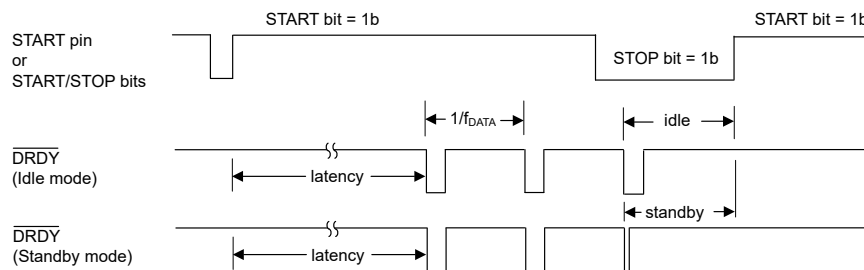 START bit = 1b
START bit = 1b
START pin
or
START/STOP bits
STOP bit = 1b
1/fDATA
idle
DRDY
(Idle mode)
latency
standby
DRDY
(Standby mode)
latency